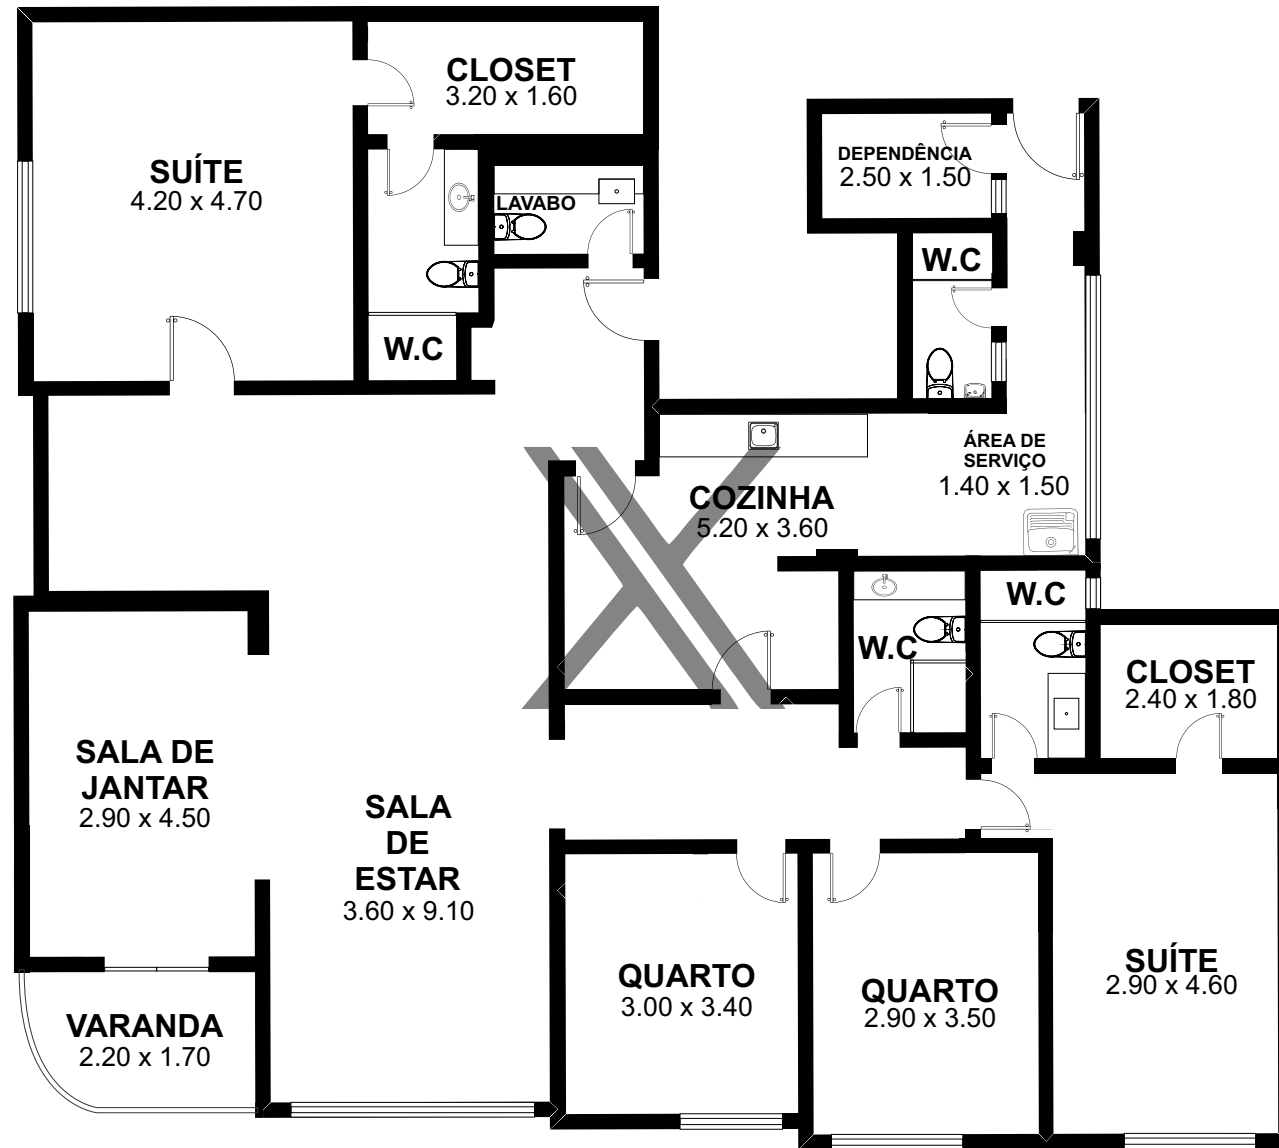 CLOSET
3.20 x 1.60
SUÍTE
4.20 x 4.70
DEPENDÊNCIA
2.50 x 1.50
LAVABO
W.C
W.C
ÁREA DE
SERVIÇO
1.40 x 1.50
COZINHA
5.20 x 3.60
W.C
W.C
CLOSET
2.40 x 1.80
SALA DE
JANTAR
2.90 x 4.50
SALA
DE
ESTAR
3.60 x 9.10
QUARTO
3.00 x 3.40
QUARTO
2.90 x 3.50
SUÍTE
2.90 x 4.60
VARANDA
2.20 x 1.70